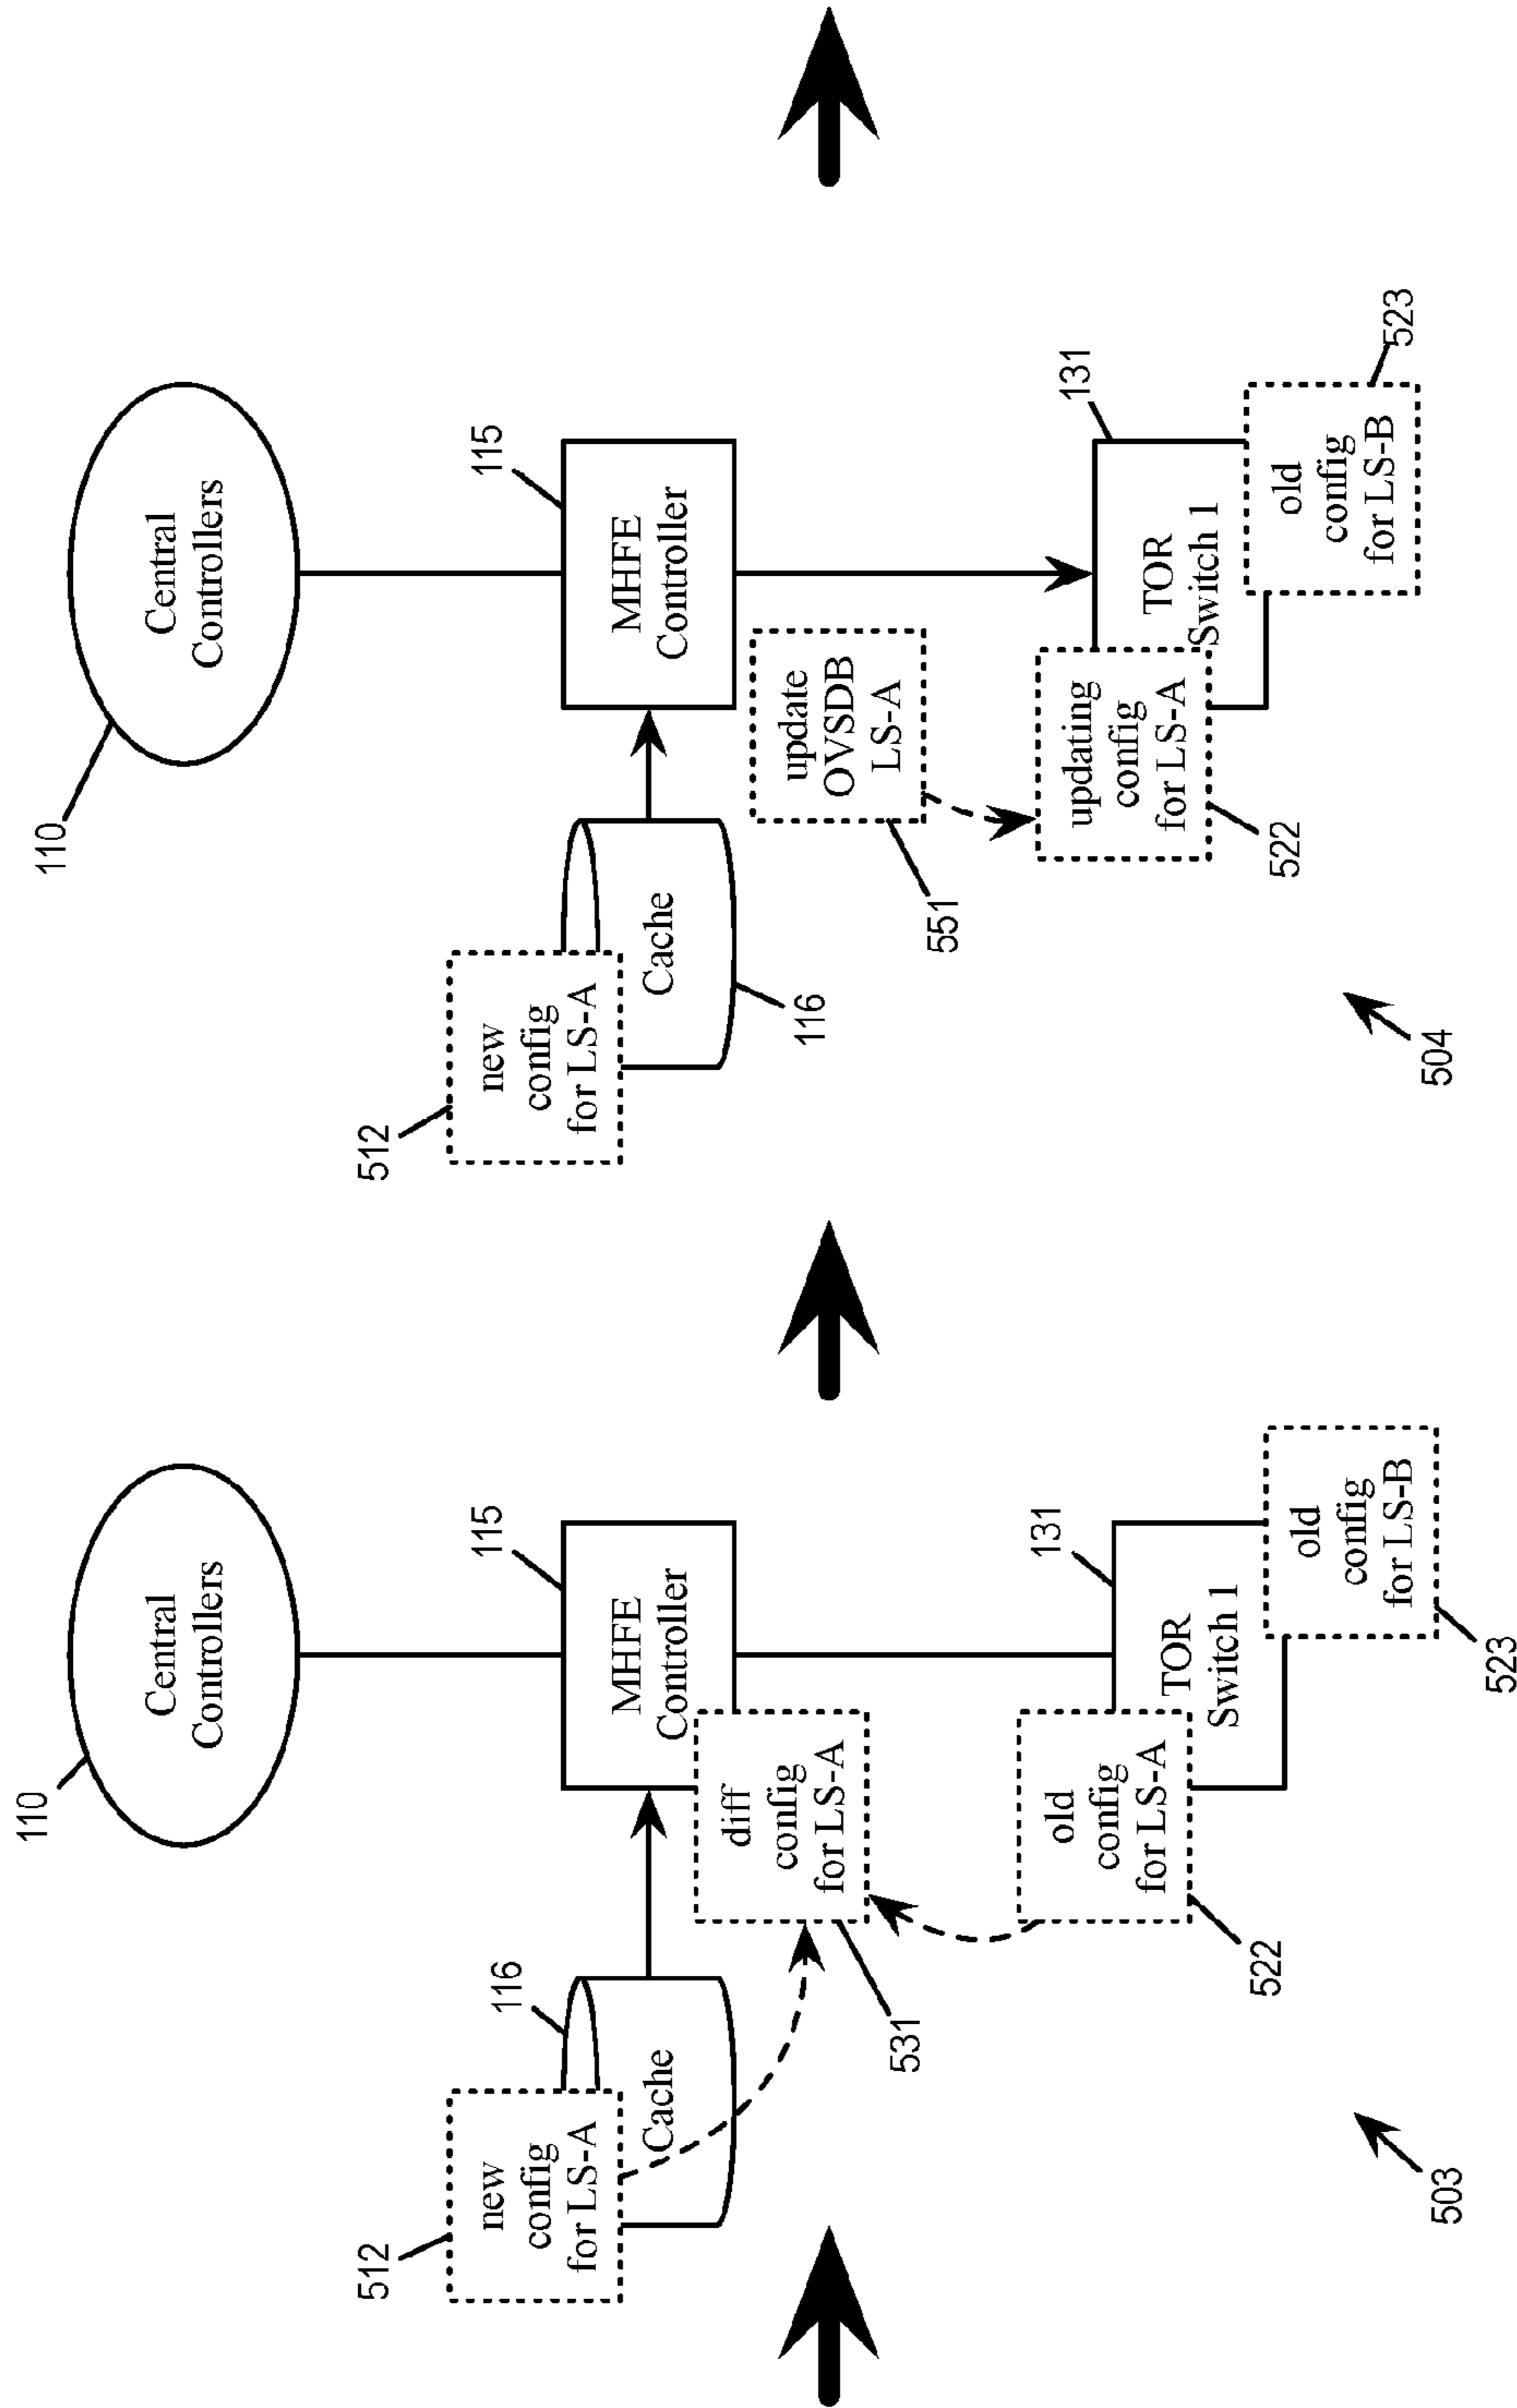 110
Central
Controllers
115
MHFE
Controller
116
Cache
512
new
config
for LS-A
diff
config
for LS-A
531
131
TOR
Switch 1
old
config
for LS-A
522
old
config
for LS-B
523
503
110
Central
Controllers
115
MHFE
Controller
512
new
config
for LS-A
Cache
116
update
OVSDB
LS-A
551
131
TOR
Switch 1
updating
config
for LS-A
522
old
config
for LS-B
523
504